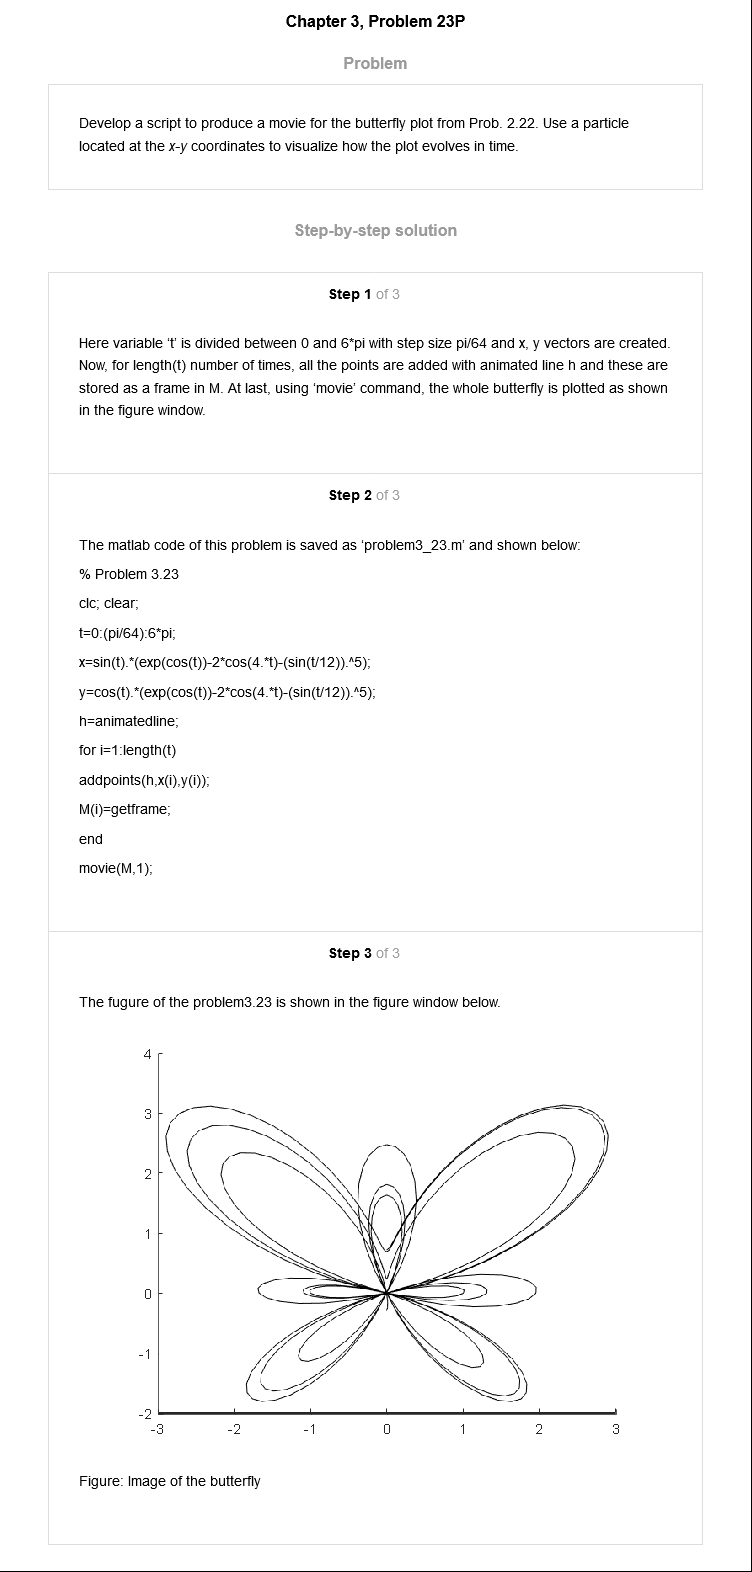 Chapter 3, Problem 23P
Problem
Develop a script to produce a movie for the butterfly plot from Prob. 2.22. Use a particle
located at the x-y coordinates to visualize how the plot evolves in time.
Step-by-step solution
Step 1 of 3
Here variable ‘t’ is divided between 0 and 6*pi with step size pi/64 and x, y vectors are created.
Now, for length(t) number of times, all the points are added with animated line h and these are
stored as a frame in M. At last, using ‘movie’ command, the whole butterfly is plotted as shown
in the figure window.
Step 2 of 3
The matlab code of this problem is saved as ‘problem3_23.m’ and shown below:
% Problem 3.23
clc; clear;
t=0:(pi/64):6*pi;
x=sin(t).*(exp(cos(t))-2*cos(4.*t)-(sin(t/12)).^5);
y=cos(t).*(exp(cos(t))-2*cos(4.*t)-(sin(t/12)).^5);
h=animatedline;
for i=1:length(t)
addpoints(h,x(i),y(i));
M(i)=getframe;
end
movie(M,1);
Step 3 of 3
The fugure of the problem3.23 is shown in the figure window below.
4
3
2
1
0
-1
-2
-3 -2 -1 0 1 2 3
Figure: Image of the butterfly